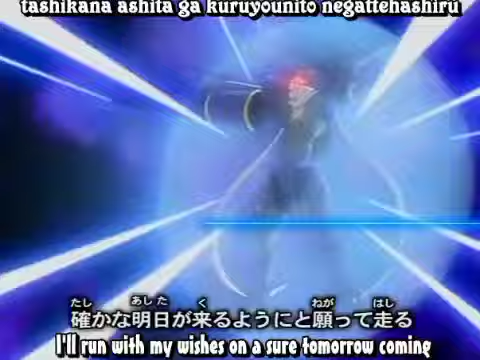 tashikana ashita ga kuruyounito negattehashiru
たし あした く ねが はし
確かな明日が来るようにと願って走る
I'll run with my wishes on a sure tomorrow coming